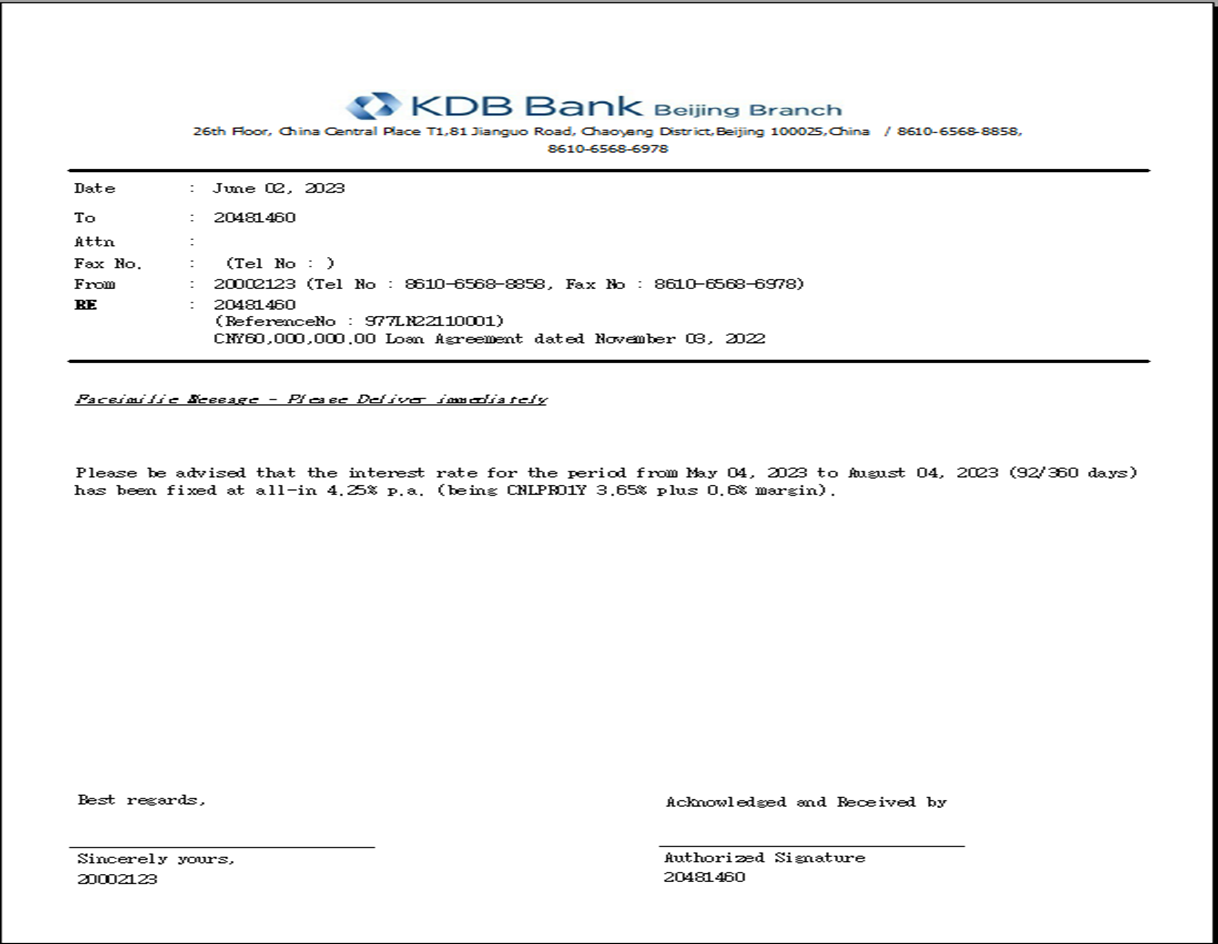 KDB Bank Beijing Branch
26th Floor, China Central Place T1,81 Jianguo Road, Chaoyang District,Beijing 100025,China / 8610-6568-8858,
8610-6568-6978
Date : June 02, 2023
To : 20481460
Attn :
Fax No. : (Tel No : )
From : 20002123 (Tel No : 8610-6568-8858, Fax No : 8610-6568-6978)
RE : 20481460
(ReferenceNo : 977LN22110001)
CNY60,000,000.00 Loan Agreement dated November 03, 2022
Facsimilie Message - Please Deliver immediately
Please be advised that the interest rate for the period from May 04, 2023 to August 04, 2023 (92/360 days)
has been fixed at all-in 4.25% p.a. (being CNLPR01Y 3.65% plus 0.6% margin).
Best regards,
Acknowledged and Received by
Sincerely yours,
Authorized Signature
20002123
20481460